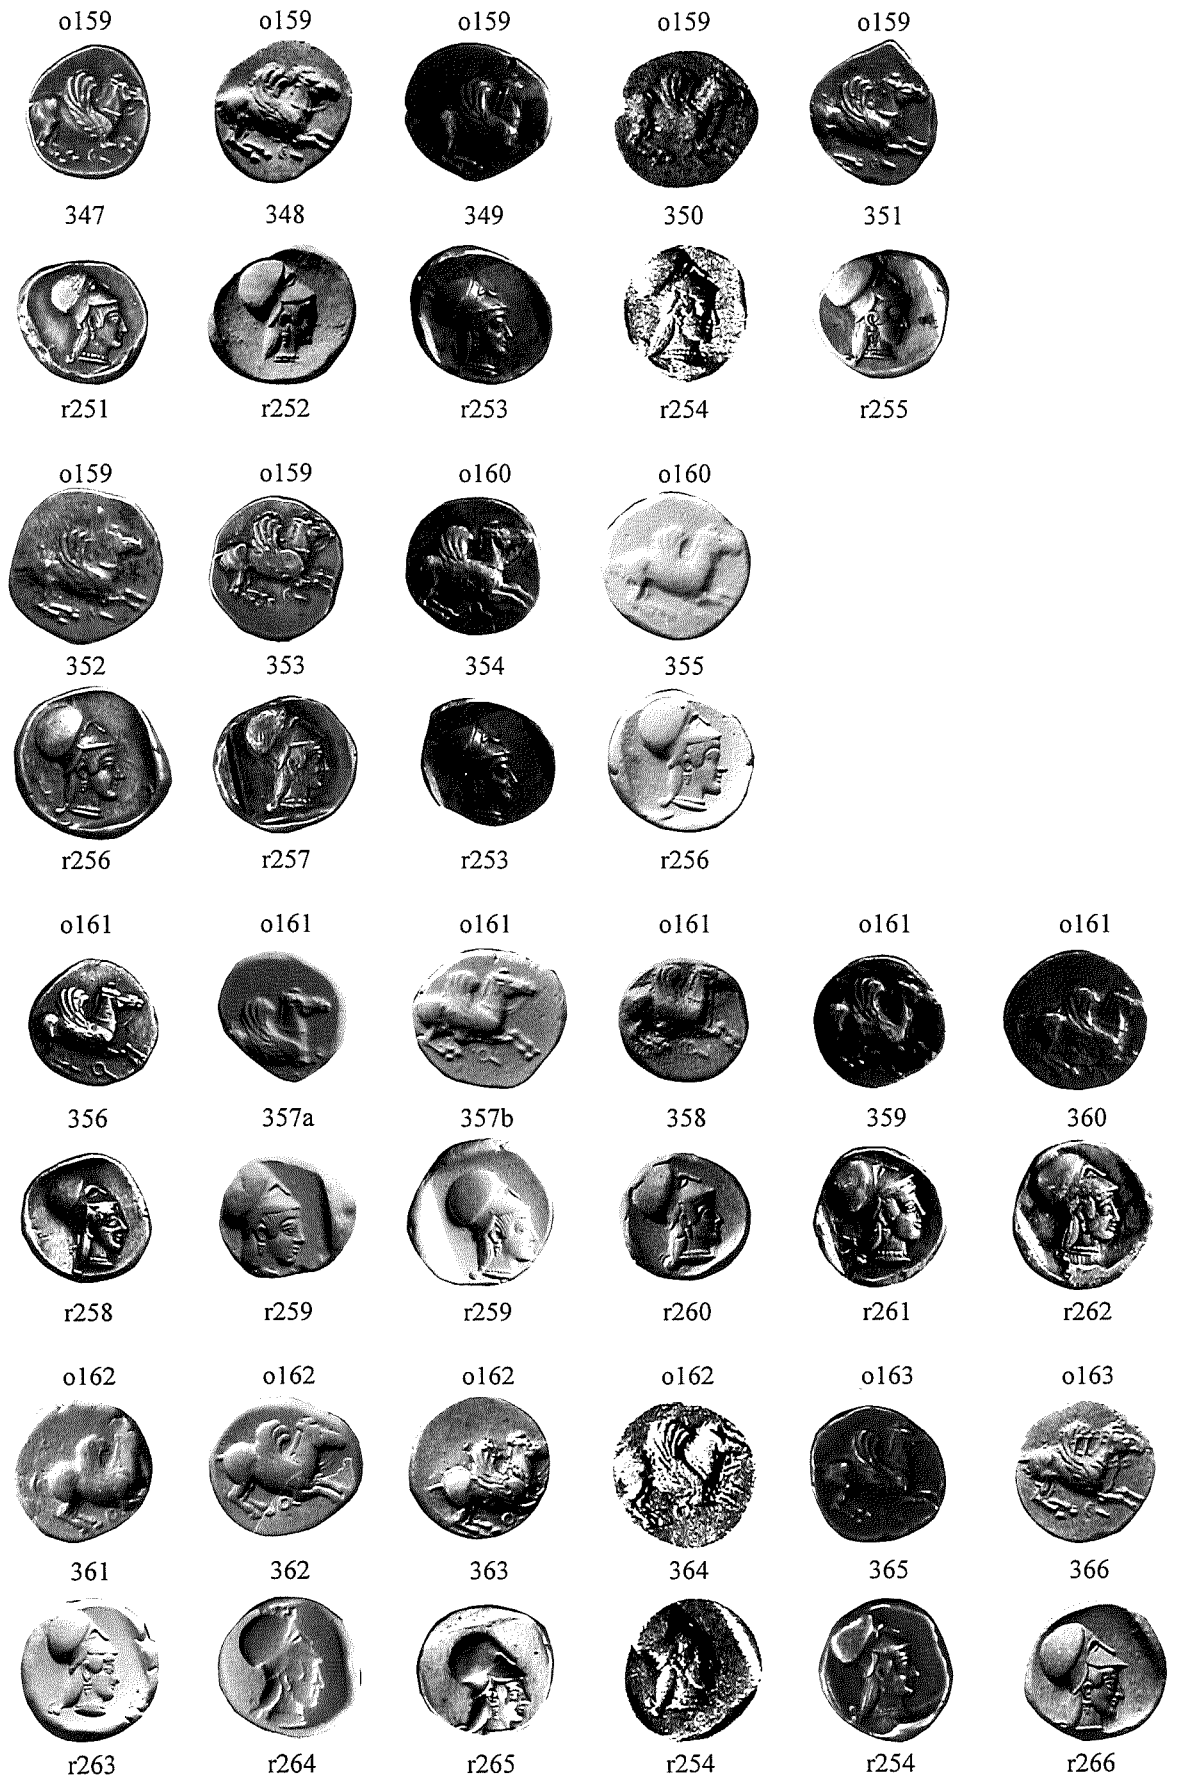 o159 o159 o159 o159 o159
347 348 349 350 351
r251 r252 r253 r254 r255
o159 o159 o160 o160
352 353 354 355
r256 r257 r253 r256
o161 o161 o161 o161 o161 o161
356 357a 357b 358 359 360
r258 r259 r259 r260 r261 r262
o162 o162 o162 o162 o163 o163
361 362 363 364 365 366
r263 r264 r265 r254 r254 r266